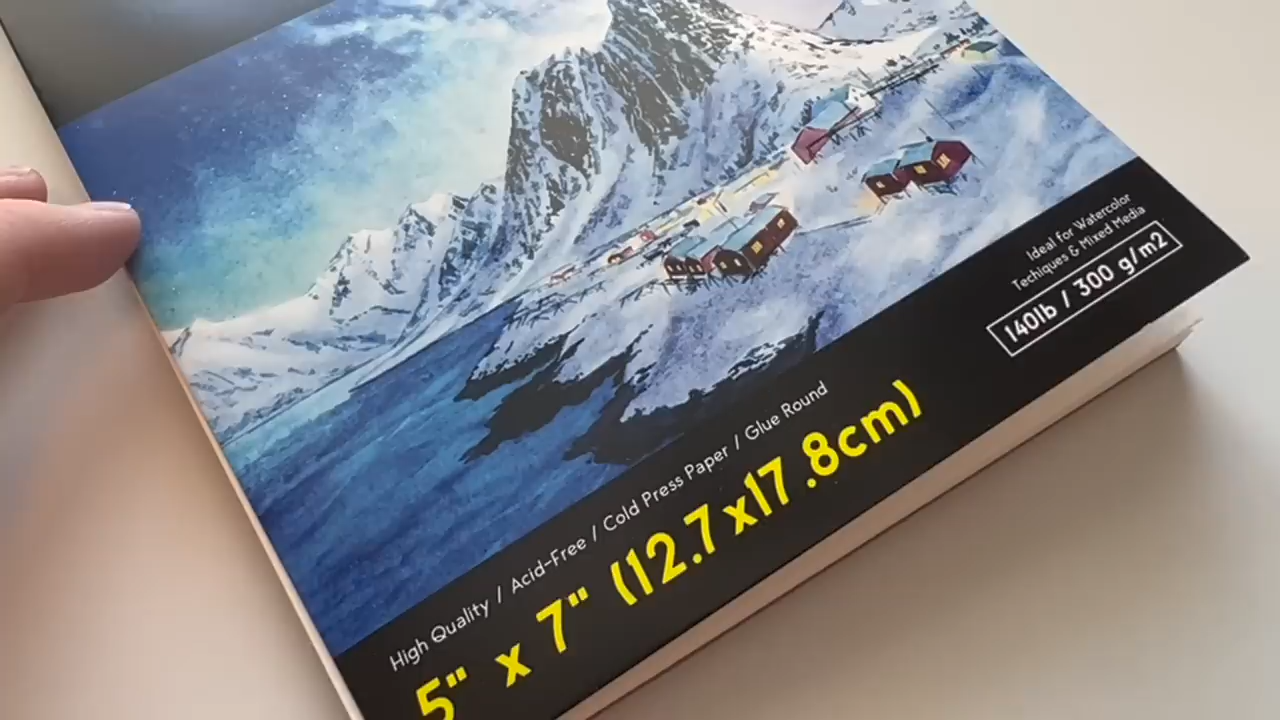 Ideal for Watercolor
Techiques & Mixed Media
140lb / 300 g/m2
High Quality / Acid-Free / Cold Press Paper / Glue Round
5" x 7" (12.7x17.8cm)